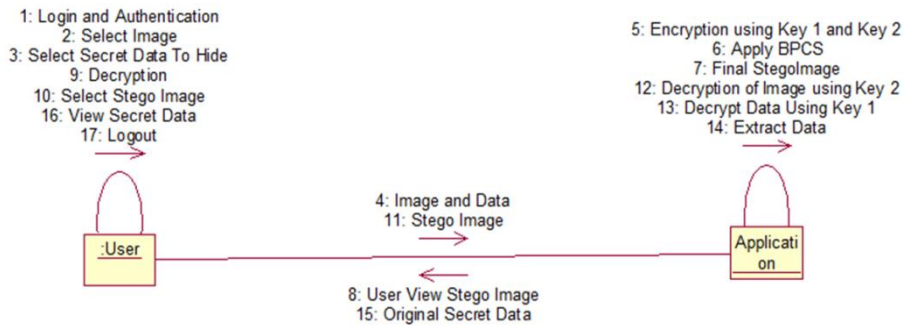 1: Login and Authentication
2: Select Image
3: Select Secret Data To Hide
9: Decryption
10: Select Stego Image
16: View Secret Data
17: Logout
5: Encryption using Key 1 and Key 2
6: Apply BPCS
7: Final StegoImage
12: Decryption of Image using Key 2
13: Decrypt Data Using Key 1
14: Extract Data
4: Image and Data
11: Stego Image
:User
Applicati
on
8: User View Stego Image
15: Original Secret Data